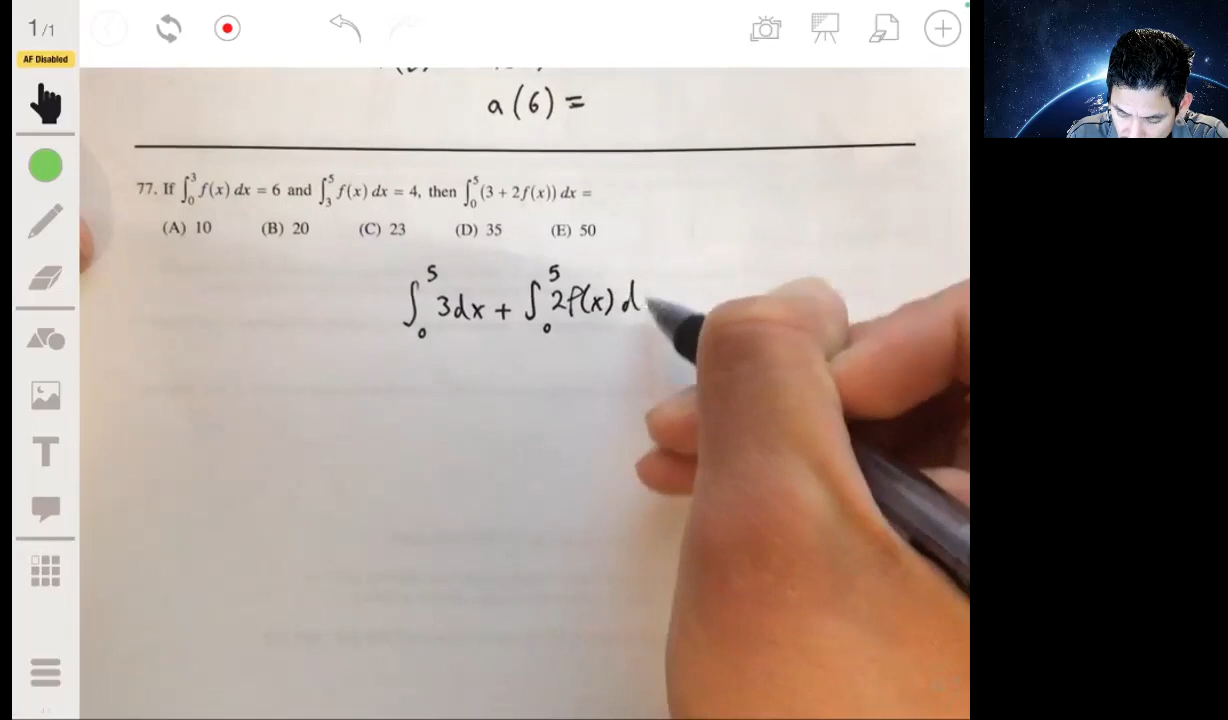 1/1
AF Disabled
a(6) =
77. If ∫₀³ f(x) dx = 6 and ∫₃⁵ f(x) dx = 4, then ∫₀⁵ (3 + 2f(x)) dx =
(A) 10 (B) 20 (C) 23 (D) 35 (E) 50
∫₀⁵ 3dx + ∫₀⁵ 2f(x) d
T